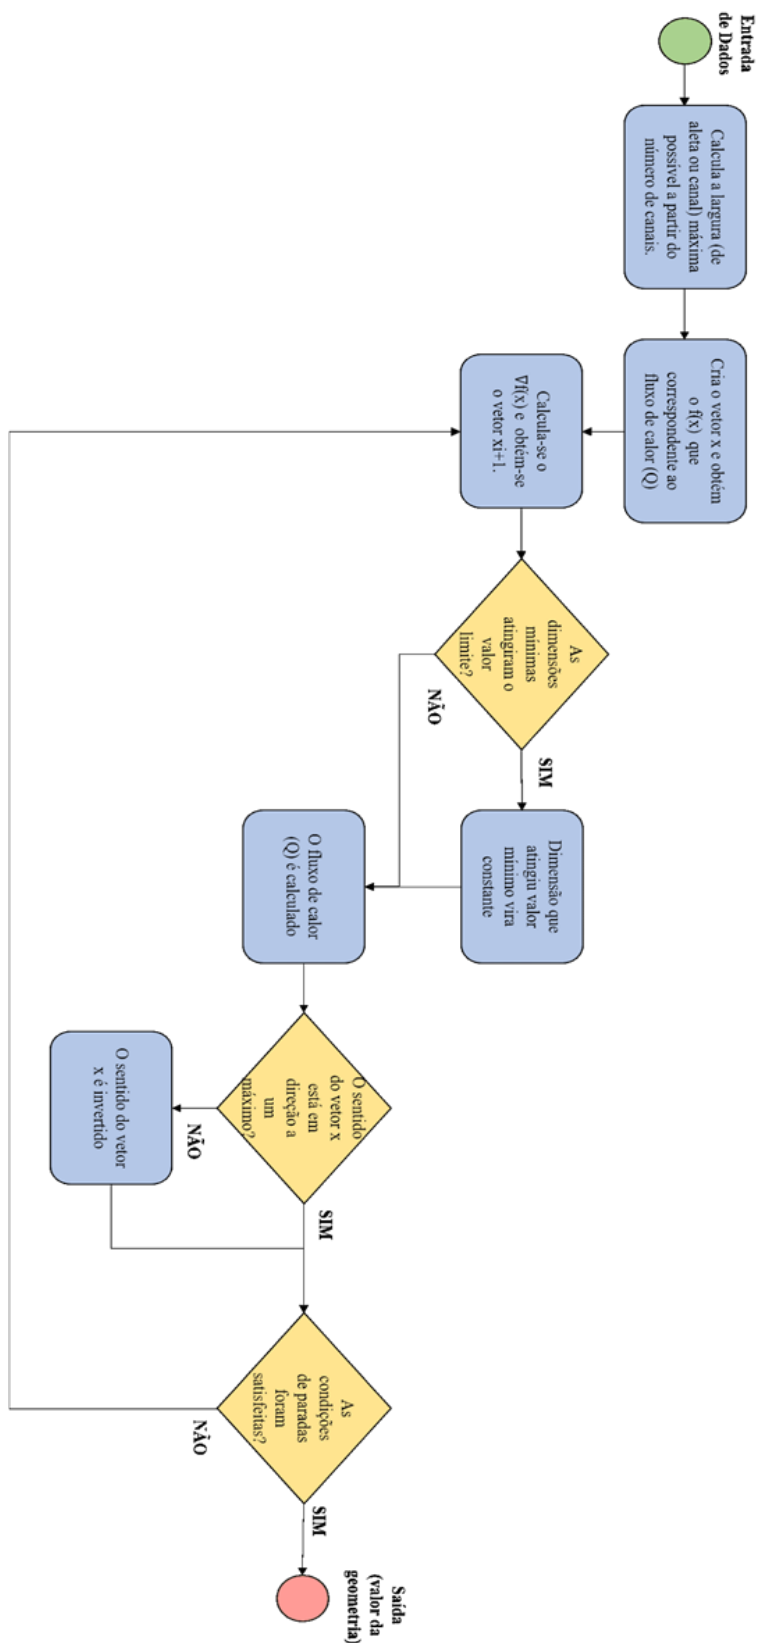 Entrada
de Dados
Calcula a largura (de
aleta ou canal) máxima
possível a partir do
número de canais.
Cria o vetor x e obtém
o f(x) que
correspondente ao
fluxo de calor (Q)
Calcula-se o
∇f(x) e obtém-se
o vetor xi+1.
As
dimensões
mínimas
atingiram o
valor
limite?
SIM
NÃO
Dimensão que
atingiu valor
mínimo vira
constante
O fluxo de calor
(Q) é calculado
O sentido
do vetor x
está em
direção a
um
máximo?
SIM
NÃO
O sentido do vetor
x é invertido
As
condições
de paradas
foram
satisfeitas?
SIM
NÃO
Saída
(valor da
geometria)